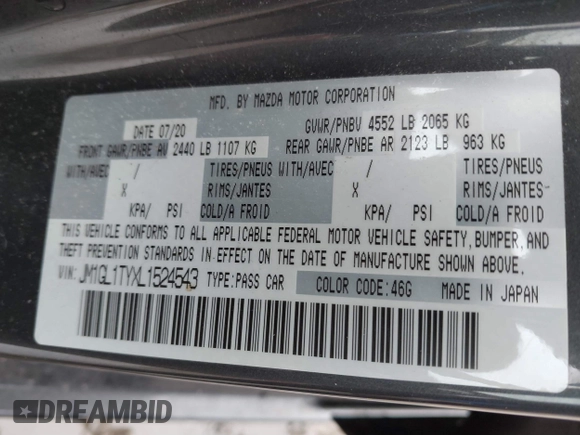 MFD. BY MAZDA MOTOR CORPORATION
DATE 07/20 GVWR/PNBV 4552 LB 2065 KG
FRONT GAWR/PNBE AV 2440 LB 1107 KG REAR GAWR/PNBE AR 2123 LB 963 KG
WITH/AVEC / TIRES/PNEUS WITH/AVEC / TIRES/PNEUS
X RIMS/JANTES X RIMS/JANTES
KPA/ PSI COLD/A FROID KPA/ PSI COLD/A FROID
THIS VEHICLE CONFORMS TO ALL APPLICABLE FEDERAL MOTOR VEHICLE SAFETY, BUMPER, AND
THEFT PREVENTION STANDARDS IN EFFECT ON THE DATE OF MANUFACTURE SHOWN ABOVE.
VIN: JM1GL1TYXL1524543 TYPE: PASS CAR COLOR CODE: 46G MADE IN JAPAN
DREAMBID